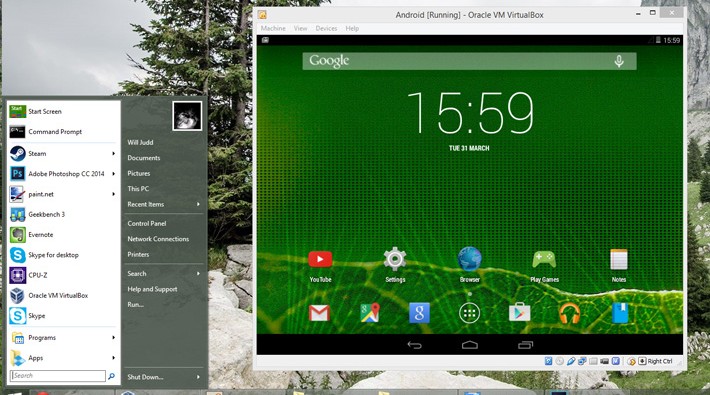 Android [Running] - Oracle VM VirtualBox
Machine View Devices Help
15:59
Google
15:59
TUE 31 MARCH
YouTube
Settings
Browser
Play Games
Notes
Right Ctrl
Start
Start Screen
Command Prompt
Steam
Adobe Photoshop CC 2014
paint.net
Geekbench 3
Evernote
Skype for desktop
CPU-Z
Oracle VM VirtualBox
Skype
Programs
Apps
Search
Will Judd
Documents
Pictures
This PC
Recent Items
Control Panel
Network Connections
Printers
Search
Help and Support
Run...
Shut Down...